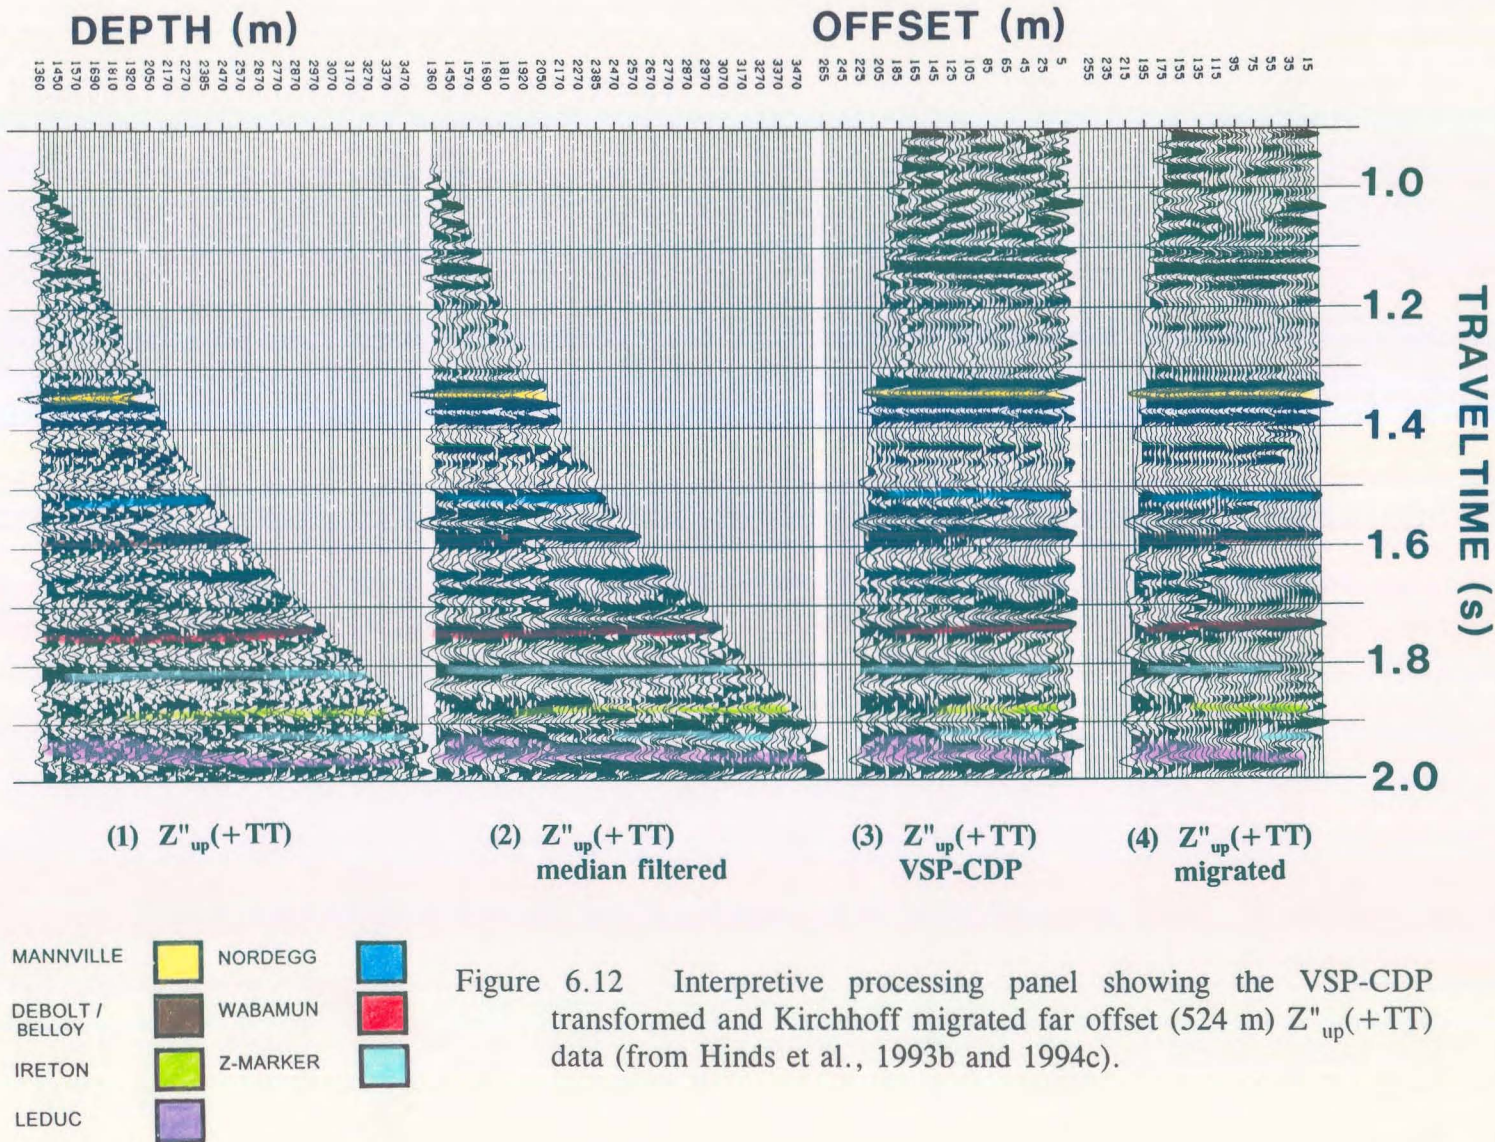 DEPTH (m) OFFSET (m)
1360 1450 1570 1690 1810 1920 2050 2170 2270 2385 2470 2570 2670 2770 2870 2970 3070 3170 3270 3370 3470 1360 1450 1570 1690 1810 1920 2000 2170 2270 2385 2470 2570 2670 2770 2870 2970 3070 3170 3270 3370 3470 265 245 225 205 185 165 145 125 105 85 65 45 25 5 255 235 215 195 175 155 135 115 95 75 55 35 15
1.0
1.2
1.4
1.6
1.8
2.0
TRAVELTIME (s)
(1) Z"up(+TT)
(2) Z"up(+TT)
median filtered
(3) Z"up(+TT)
VSP-CDP
(4) Z"up(+TT)
migrated
MANNVILLE NORDEGG
DEBOLT /
BELLOY
WABAMUN
IRETON Z-MARKER
LEDUC
Figure 6.12 Interpretive processing panel showing the VSP-CDP
transformed and Kirchhoff migrated far offset (524 m) Z"up(+TT)
data (from Hinds et al., 1993b and 1994c).